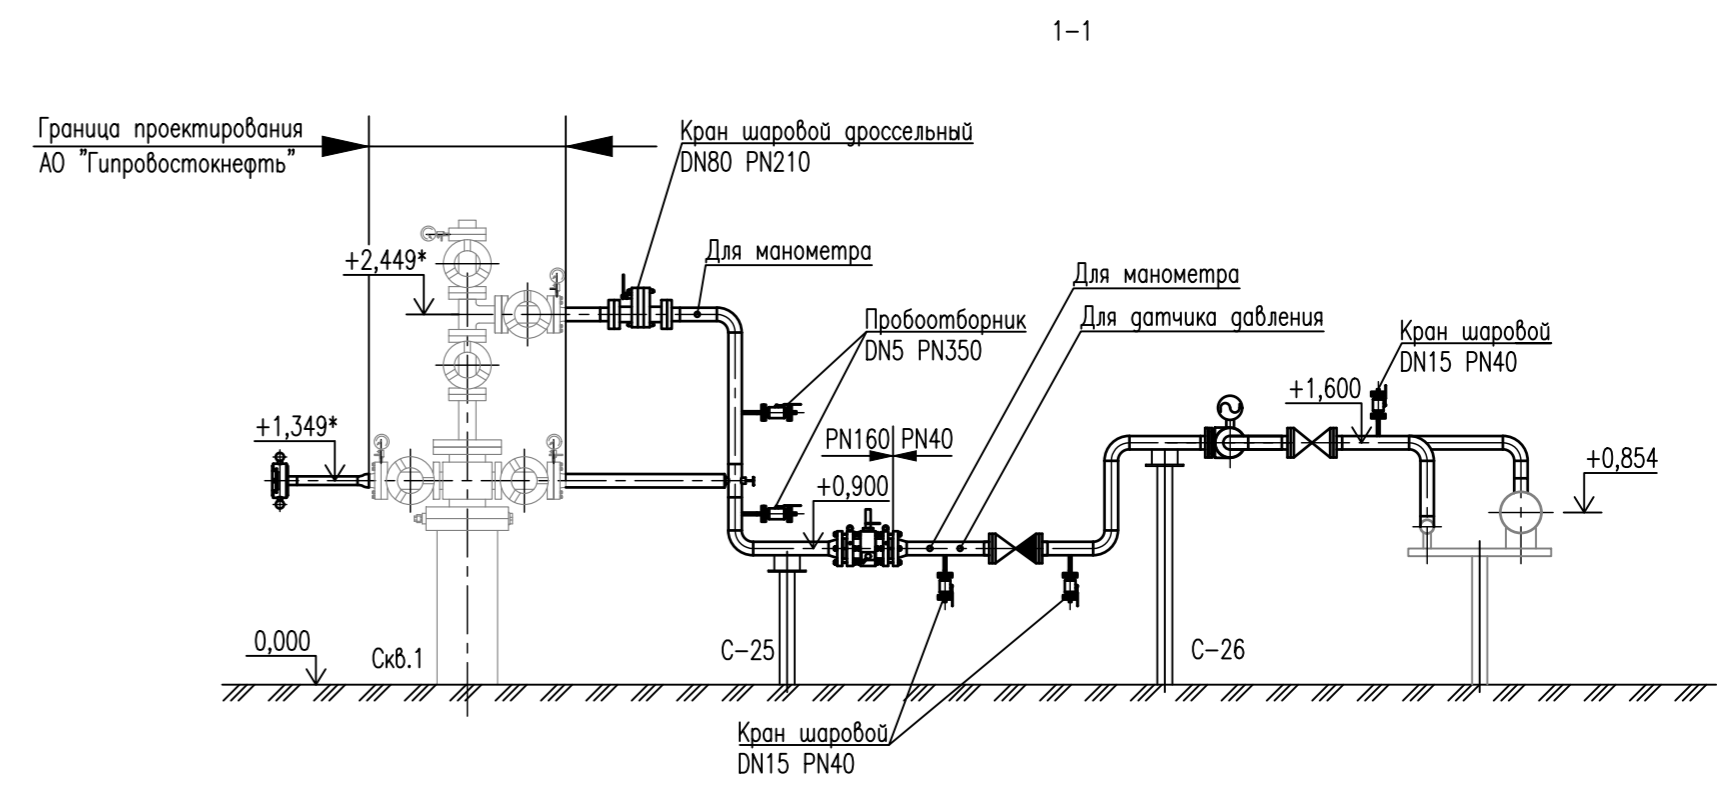 1-1
Граница проектирования
АО "Гипровостокнефть"
Кран шаровой дроссельный
DN80 PN210
+2,449*
Для манометра
Для манометра
Для датчика давления
Пробоотборник
DN5 PN350
Кран шаровой
DN15 PN40
+1,600
+1,349*
PN160 PN40
+0,900
+0,854
0,000
Скв.1
С-25
С-26
Кран шаровой
DN15 PN40